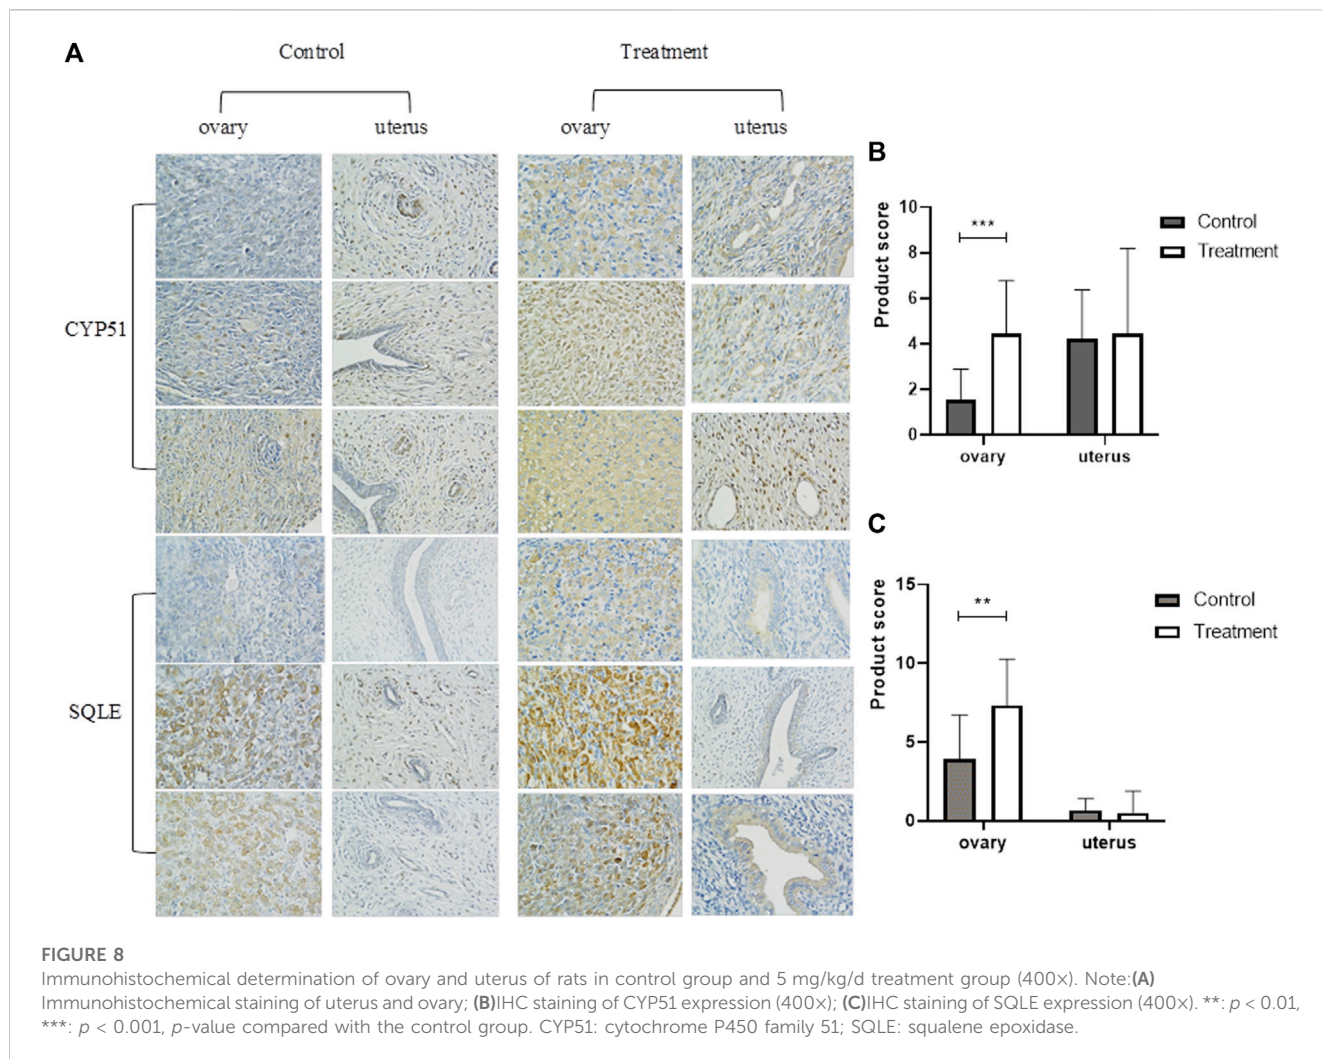 A
Control
Treatment
ovary
uterus
ovary
uterus
CYP51
SQLE
B
10
8
6
4
2
0
Product score
***
Control
Treatment
ovary
uterus
C
15
10
5
0
Product score
**
Control
Treatment
ovary
uterus
FIGURE 8
Immunohistochemical determination of ovary and uterus of rats in control group and 5 mg/kg/d treatment group (400×). Note:(A)
Immunohistochemical staining of uterus and ovary; (B)IHC staining of CYP51 expression (400×); (C)IHC staining of SQLE expression (400×). **: p < 0.01,
***: p < 0.001, p-value compared with the control group. CYP51: cytochrome P450 family 51; SQLE: squalene epoxidase.